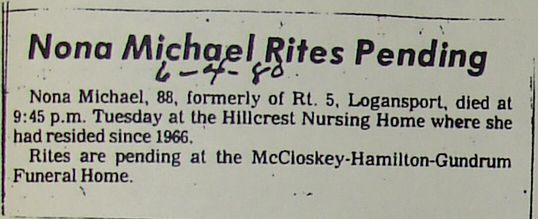 Nona Michael Rites Pending
6-4-80
Nona Michael, 88, formerly of Rt. 5, Logansport, died at
9:45 p.m. Tuesday at the Hillcrest Nursing Home where she
had resided since 1966.
Rites are pending at the McCloskey-Hamilton-Gundrum
Funeral Home.